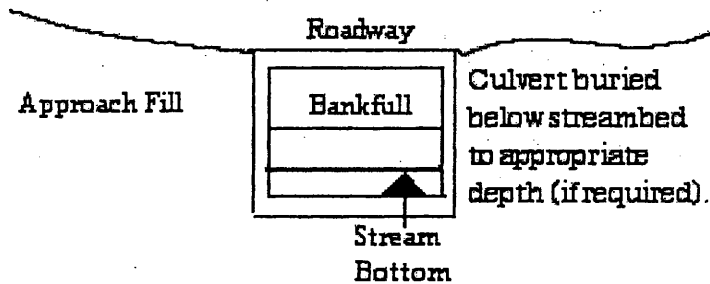 Roadway
Approach Fill
Bankfull
Culvert buried
below streambed
to appropriate
depth (if required).
Stream
Bottom